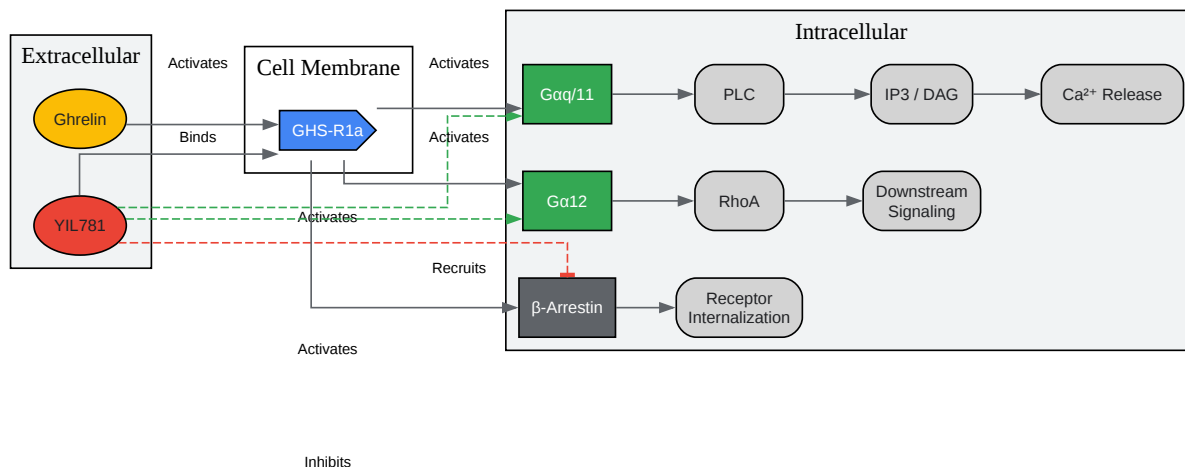 Intracellular
Extracellular
Cell Membrane
Activates
Activates
Gαq/11
PLC
IP3 / DAG
Ca²⁺ Release
Ghrelin
Binds
GHS-R1a
Activates
Gα12
RhoA
Downstream
Signaling
YIL781
Activates
Recruits
β-Arrestin
Receptor
Internalization
Activates
Inhibits